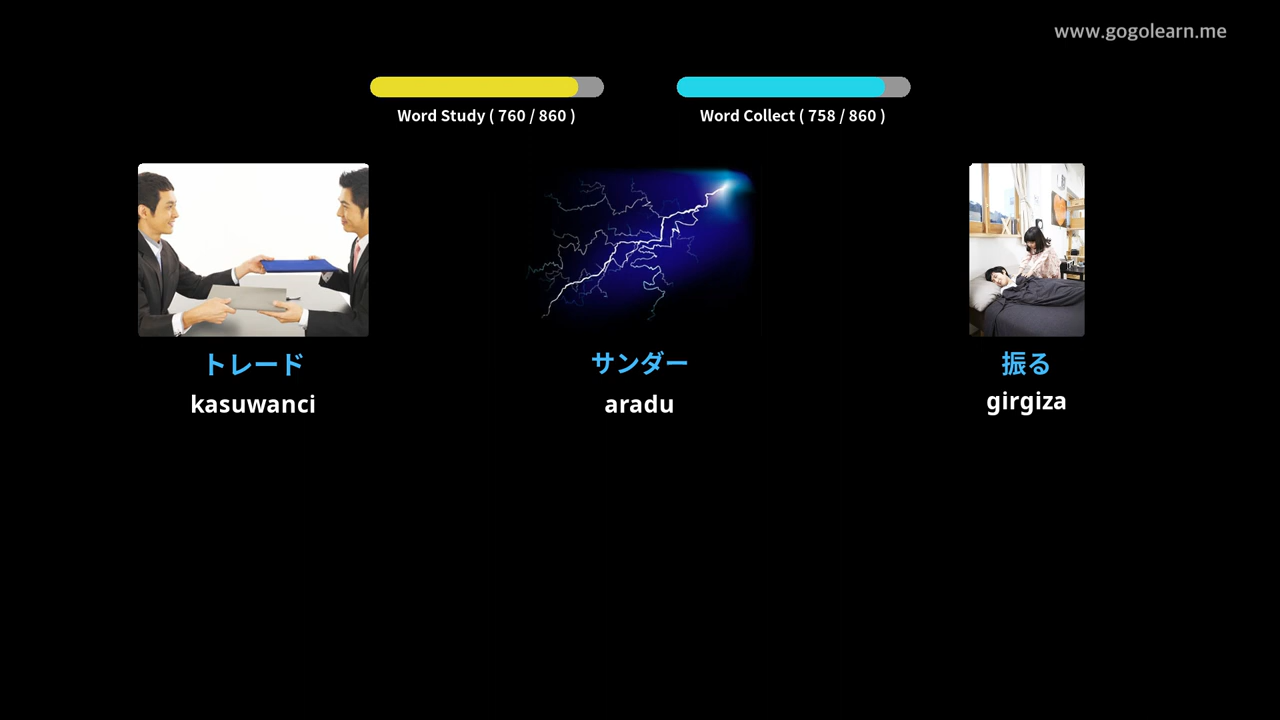 www.gogolearn.me
Word Study ( 760 / 860 )
Word Collect ( 758 / 860 )
トレード
サンダー
振る
kasuwanci
aradu
girgiza